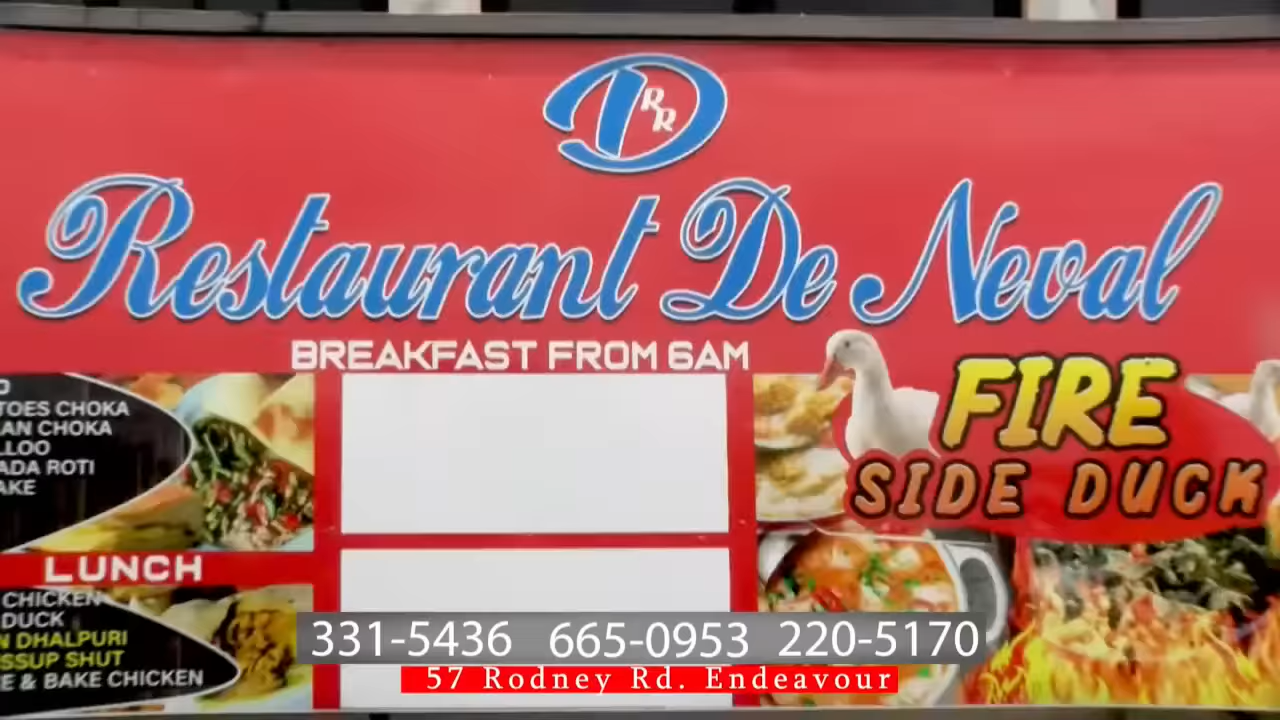 D
R
R
Restaurant De Neval
BREAKFAST FROM 6AM
FIRE
SIDE DUCK
TOES CHOKA
AN CHOKA
LLOO
ADA ROTI
AKE
LUNCH
CHICKEN
DUCK
N DHALPURI
SSUP SHUT
E & BAKE CHICKEN
331-5436 665-0953 220-5170
57 Rodney Rd. Endeavour